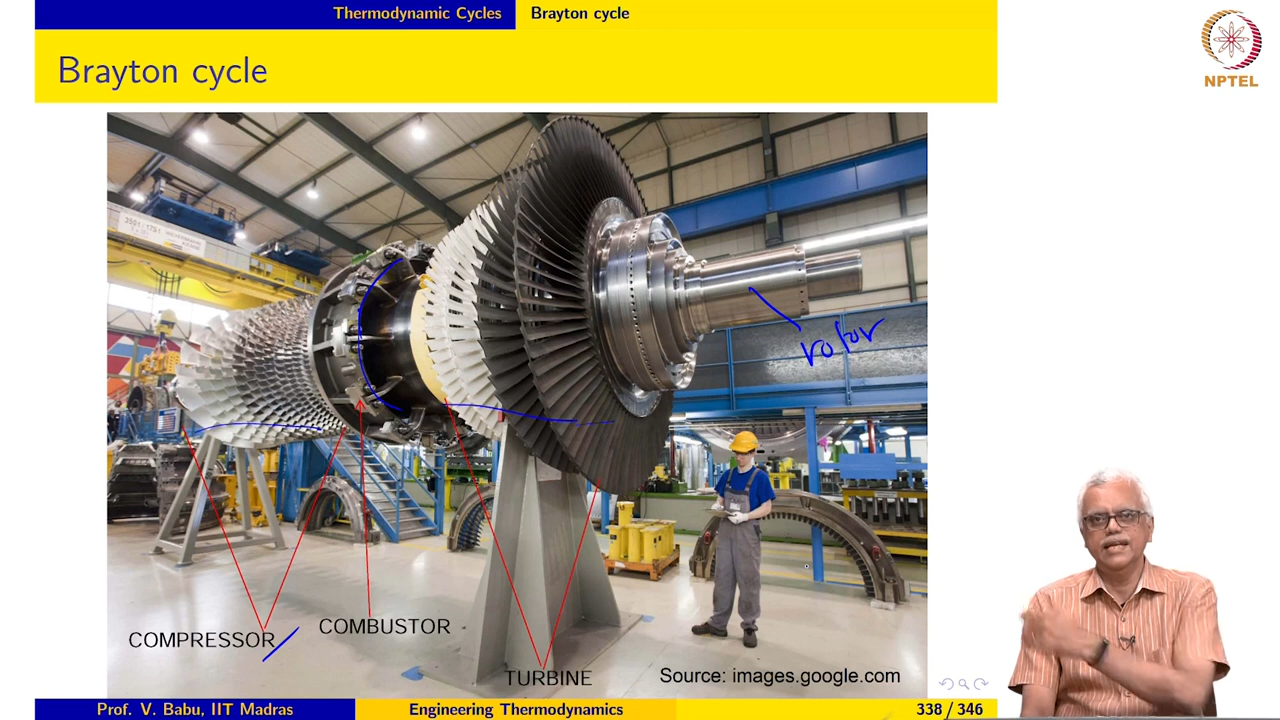 Thermodynamic Cycles Brayton cycle
Brayton cycle
NPTEL
rotor
COMPRESSOR
COMBUSTOR
TURBINE
Source: images.google.com
Prof. V. Babu, IIT Madras Engineering Thermodynamics 338 / 346